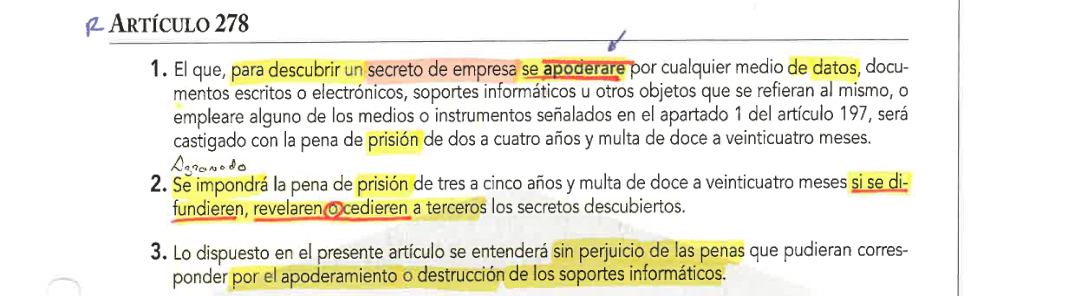 R ARTÍCULO 278
1. El que, para descubrir un secreto de empresa se apoderare por cualquier medio de datos, docu-
mentos escritos o electrónicos, soportes informáticos u otros objetos que se refieran al mismo, o
empleare alguno de los medios o instrumentos señalados en el apartado 1 del artículo 197, será
castigado con la pena de prisión de dos a cuatro años y multa de doce a veinticuatro meses.
2. Se impondrá la pena de prisión de tres a cinco años y multa de doce a veinticuatro meses si se di-
fundieren, revelaren o cedieren a terceros los secretos descubiertos.
3. Lo dispuesto en el presente artículo se entenderá sin perjuicio de las penas que pudieran corres-
ponder por el apoderamiento o destrucción de los soportes informáticos.